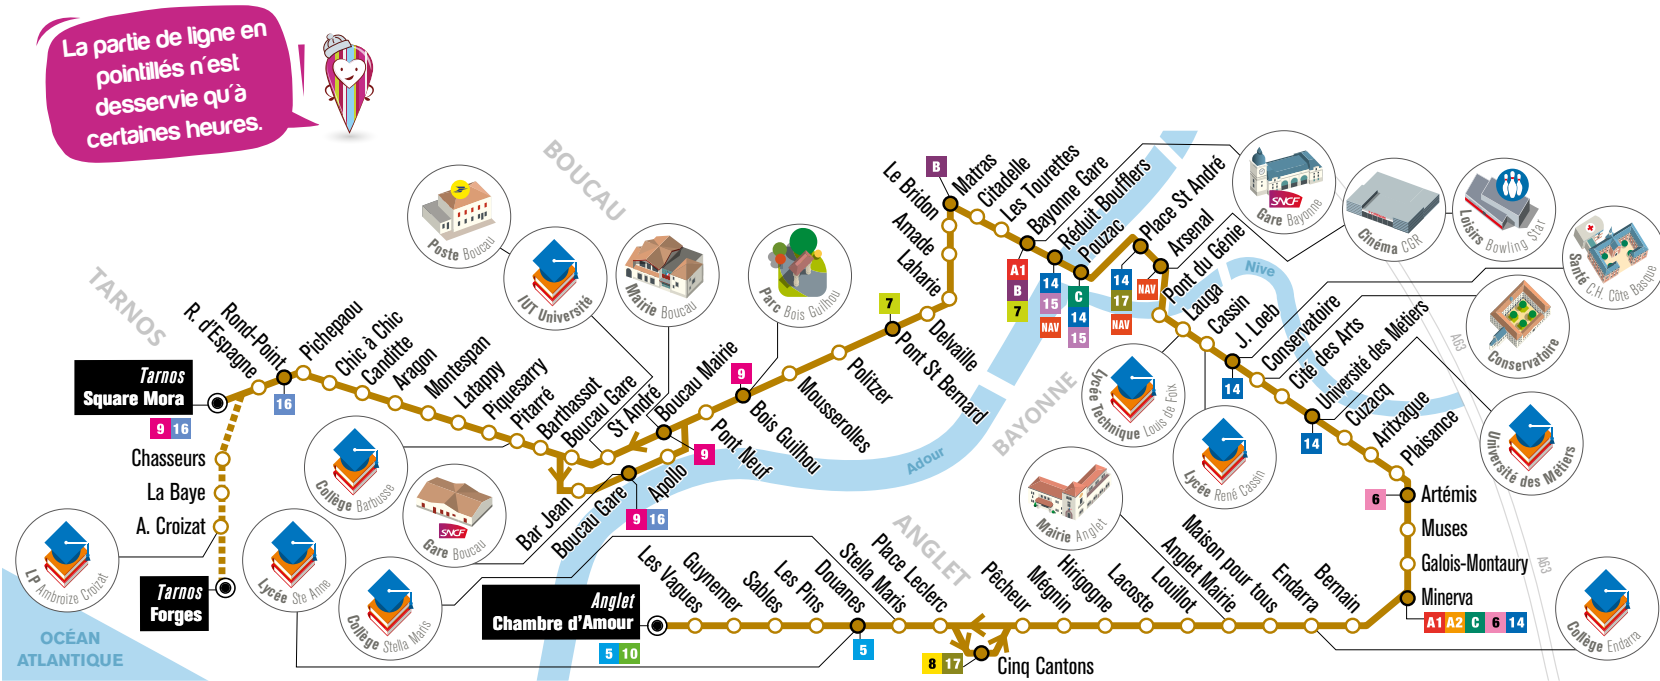 La partie de ligne en
pointillés n'est
desservie qu'à
certaines heures.
TARNOS
BOUCAU
BAYONNE
ANGLET
Adour
Nive
A63
A63
OCÉAN
ATLANTIQUE
Tarnos
Square Mora
9 16
R. d'Espagne
Rond-Point
16
Pichepaou
Chic à Chic
Canditte
Aragon
Montespan
Latappy
Piquesarry
Pitarré
Barthassot
Boucau Gare
St André
Boucau Mairie
9
Chasseurs
La Baye
A. Croizat
Tarnos
Forges
Bar Jean
Boucau Gare
9 16
Apollo
Pont Neuf
9
Bois Guilhou
Mousserolles
Politzer
7
Pont St Bernard
Delvaille
Laharie
Amade
Le Bridon
B
Matras
Citadelle
Les Tourettes
Bayonne Gare
A1
B
7
Réduit Boufflers
14
15
NAV
Pouzac
C
14
15
Place St André
14
17
NAV
Arsenal
NAV
Pont du Génie
Lauga
Cassin
J. Loeb
14
Conservatoire
Cité des Arts
Université des Métiers
14
Cuzacq
Aritxague
Plaisance
Artémis
6
Muses
Galois-Montaury
Minerva
A1 A2 C 6 14
Bernain
Endarra
Maison pour tous
Anglet Mairie
Louillot
Lacoste
Hirigogne
Mégnin
Pêcheur
Cinq Cantons
8 17
Place Leclerc
Stella Maris
Douanes
5
Les Pins
Sables
Guynemer
Les Vagues
Anglet
Chambre d'Amour
5 10
Poste Boucau
IUT Université
Mairie Boucau
Parc Bois Guilhou
SNCF
Gare Bayonne
Cinéma CGR
Loisirs Bowling Star
Santé C.H. Côte Basque
Conservatoire
Lycée Technique Louis de Foix
Lycée René Cassin
Université des Métiers
Collège Barbusse
SNCF
Gare Boucau
LP Ambroize Croizat
Lycée Ste Anne
Collège Stella Maris
Mairie Anglet
Collège Endarra